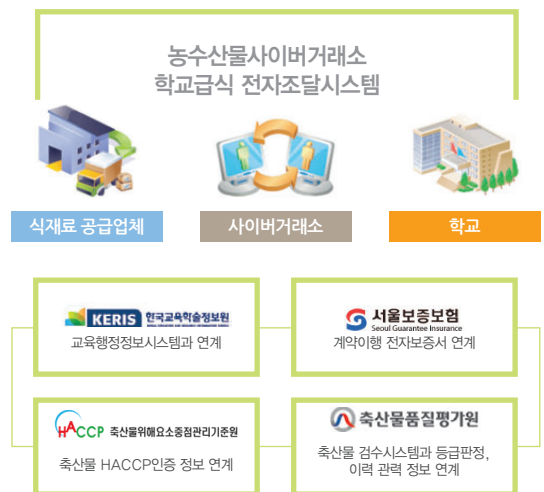 농수산물사이버거래소
학교급식 전자조달시스템
식재료 공급업체
사이버거래소
학교
KERIS 한국교육학술정보원
교육행정정보시스템과 연계
서울보증보험
Seoul Guarantee Insurance
계약이행 전자보증서 연계
HACCP 축산물위해요소중점관리기준원
축산물 HACCP인증 정보 연계
축산물품질평가원
축산물 검수시스템과 등급판정,
이력 관력 정보 연계